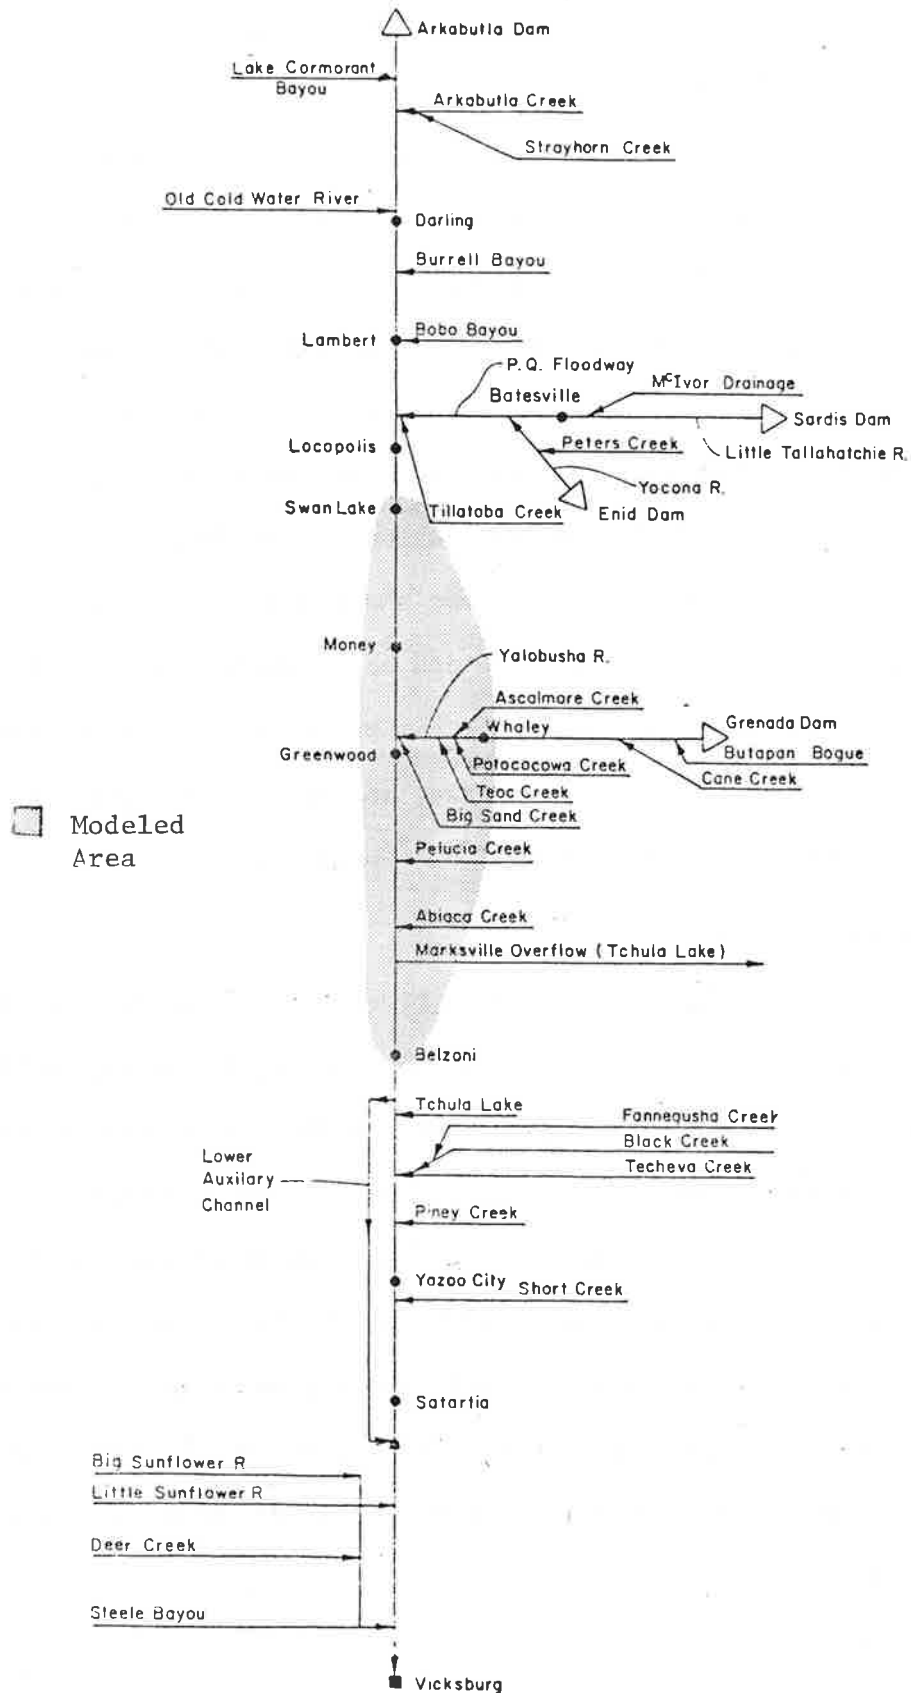 Arkabutla Dam
Lake Cormorant
Bayou
Arkabutla Creek
Strayhorn Creek
Old Cold Water River
Darling
Burrell Bayou
Bobo Bayou
Lambert
P.Q. Floodway
Batesville
McIvor Drainage
Sardis Dam
Locopolis
Peters Creek
Little Tallahatchie R.
Yocona R.
Swan Lake
Tillatoba Creek
Enid Dam
Money
Yalobusha R.
Ascalmore Creek
Whaley
Grenada Dam
Greenwood
Butapan Bogue
Potococowa Creek
Cane Creek
Teoc Creek
Big Sand Creek
Modeled
Area
Pelucia Creek
Abiaca Creek
Marksville Overflow (Tchula Lake)
Belzoni
Tchula Lake
Fannegusha Creek
Black Creek
Techeva Creek
Lower
Auxilary
Channel
Piney Creek
Yazoo City
Short Creek
Satartia
Big Sunflower R
Little Sunflower R
Deer Creek
Steele Bayou
Vicksburg